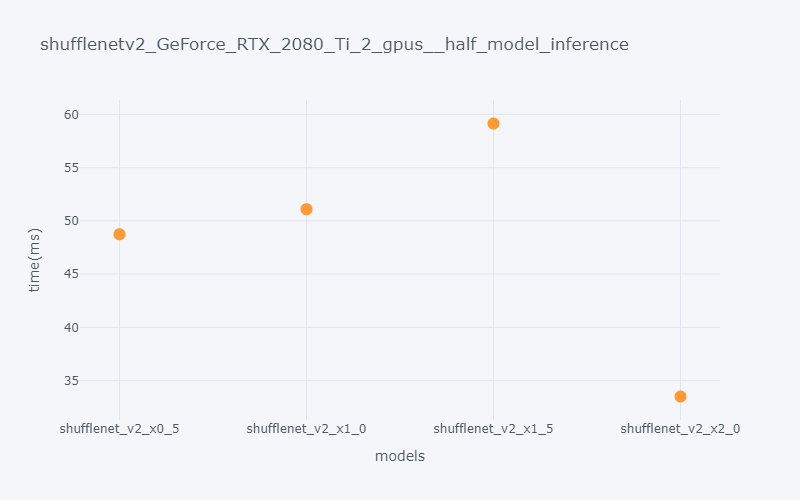 shufflenetv2_GeForce_RTX_2080_Ti_2_gpus__half_model_inference
60
55
50
45
40
35
time(ms)
shufflenet_v2_x0_5 shufflenet_v2_x1_0 shufflenet_v2_x1_5 shufflenet_v2_x2_0
models